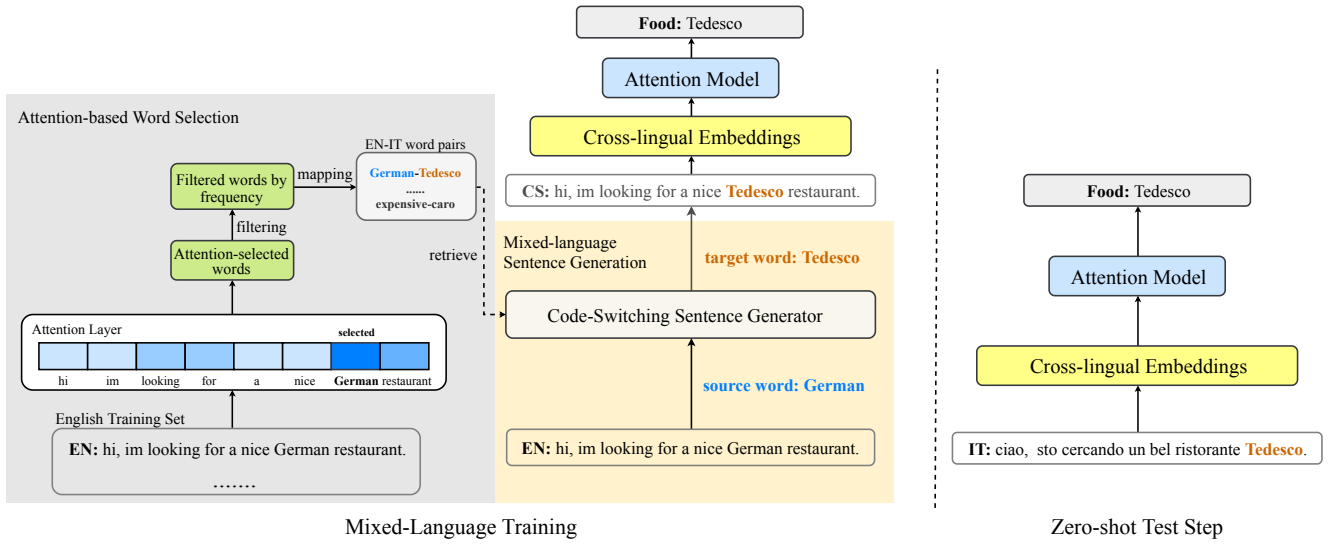 Food: Tedesco
Attention Model
Cross-lingual Embeddings
CS: hi, im looking for a nice Tedesco restaurant.
Attention-based Word Selection
EN-IT word pairs
German-Tedesco
......
expensive-caro
mapping
Filtered words by
frequency
filtering
Attention-selected
words
retrieve
Attention Layer
selected
hi im looking for a nice German restaurant
English Training Set
EN: hi, im looking for a nice German restaurant.
.......
Mixed-language
Sentence Generation
target word: Tedesco
Code-Switching Sentence Generator
source word: German
EN: hi, im looking for a nice German restaurant.
Mixed-Language Training
Food: Tedesco
Attention Model
Cross-lingual Embeddings
IT: ciao, sto cercando un bel ristorante Tedesco.
Zero-shot Test Step